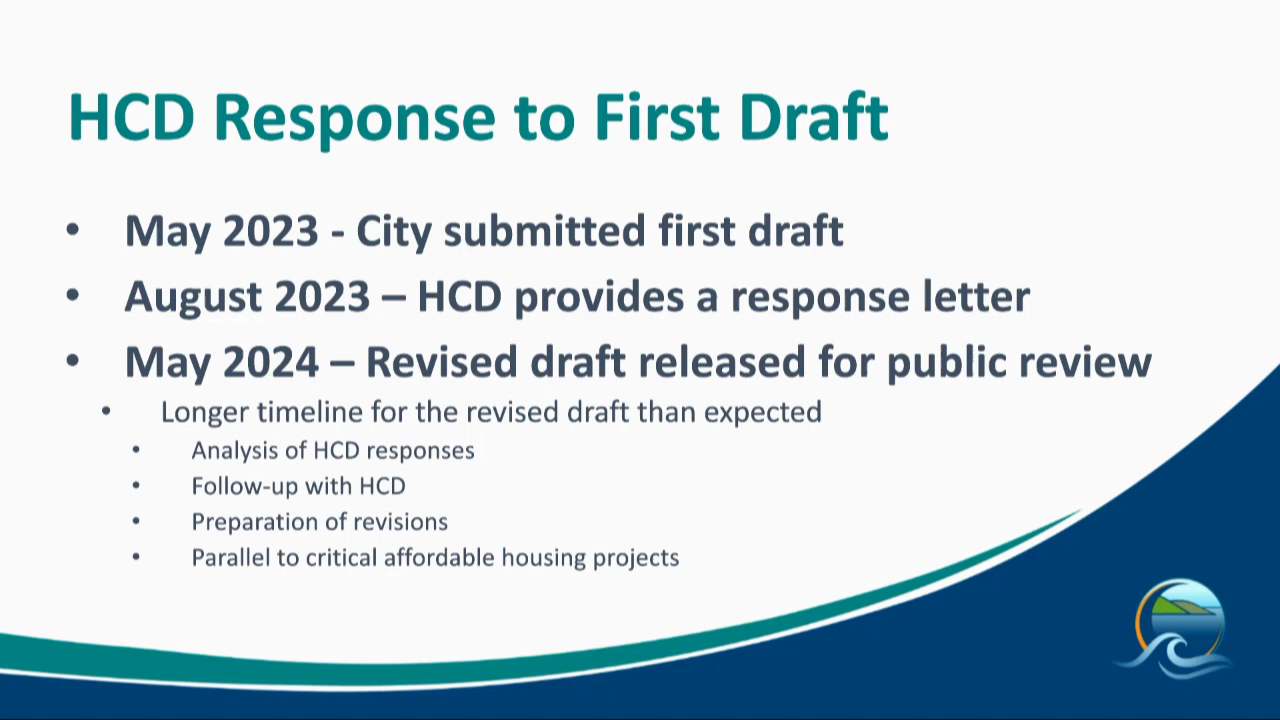 HCD Response to First Draft
• May 2023 - City submitted first draft
• August 2023 – HCD provides a response letter
• May 2024 – Revised draft released for public review
• Longer timeline for the revised draft than expected
• Analysis of HCD responses
• Follow-up with HCD
• Preparation of revisions
• Parallel to critical affordable housing projects